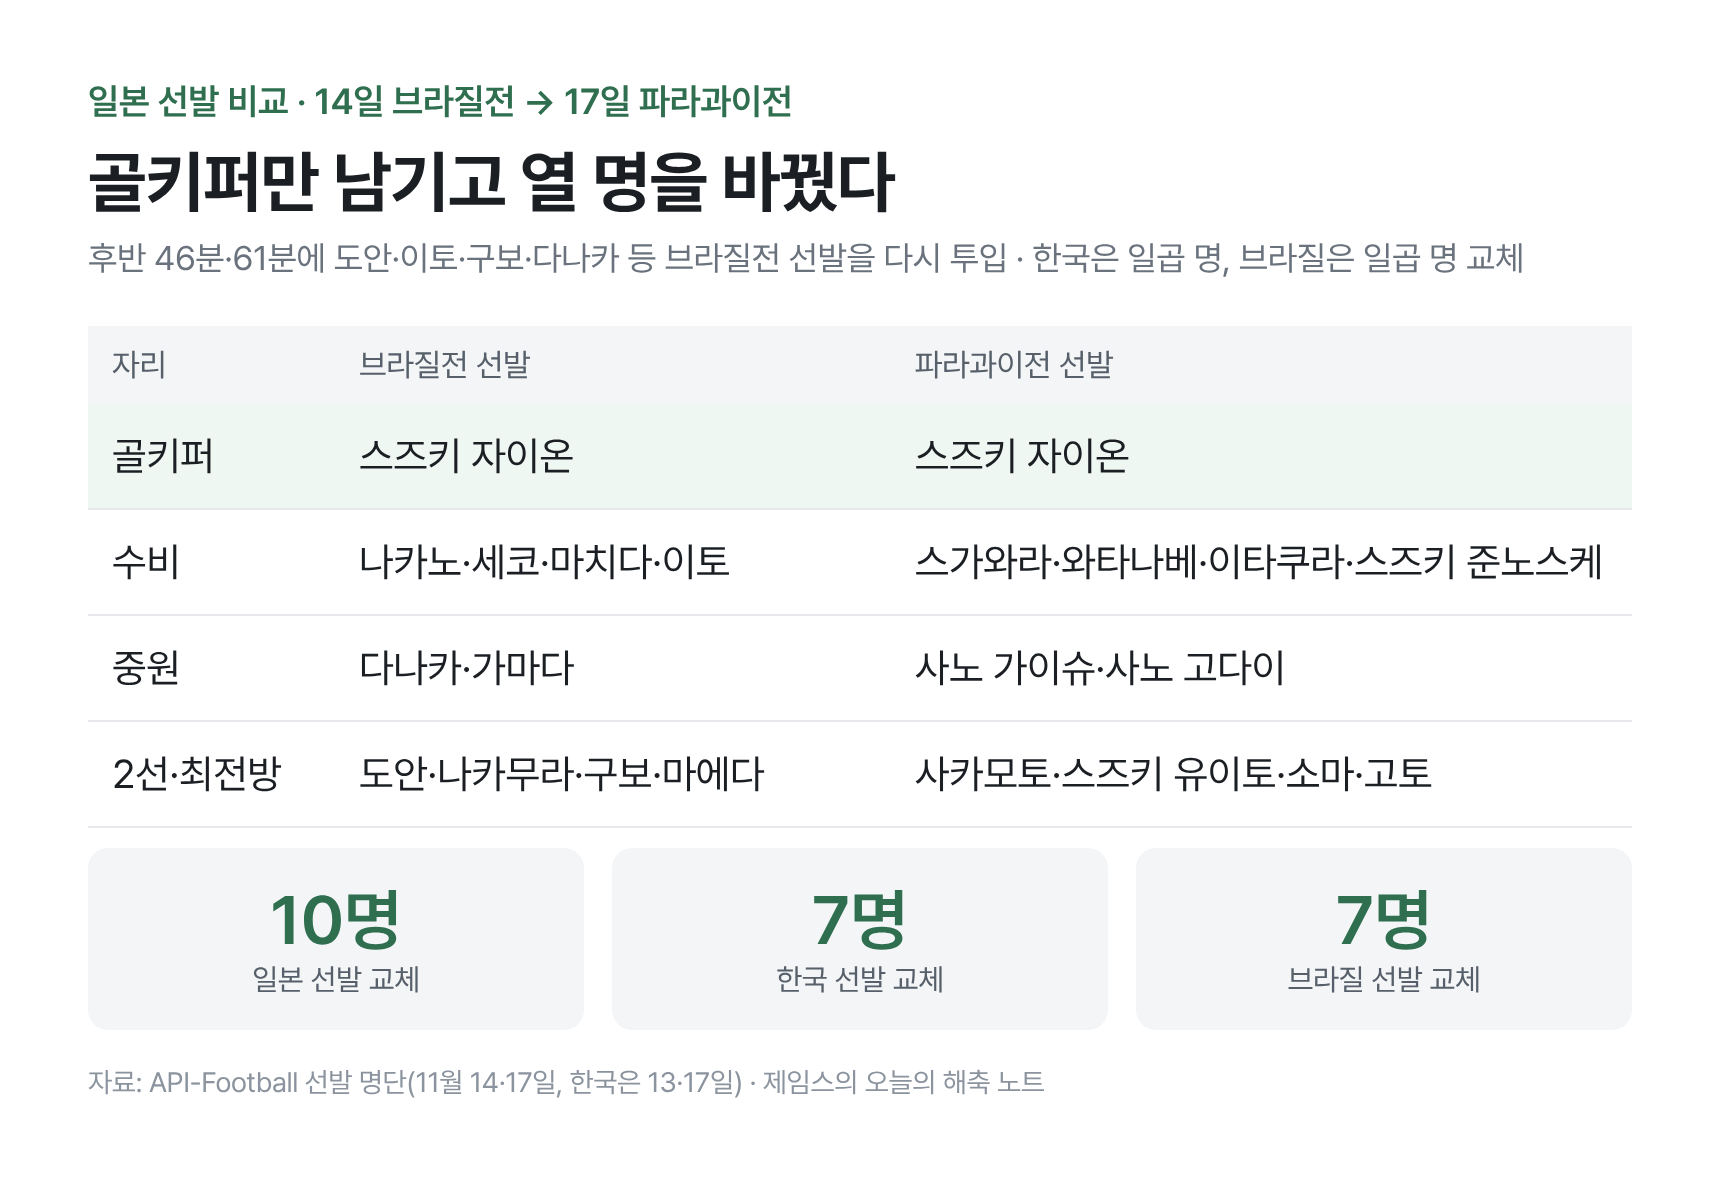 일본 선발 비교 · 14일 브라질전 → 17일 파라과이전
골키퍼만 남기고 열 명을 바꿨다
후반 46분·61분에 도안·이토·구보·다나카 등 브라질전 선발을 다시 투입 · 한국은 일곱 명, 브라질은 일곱 명 교체
자리 브라질전 선발 파라과이전 선발
골키퍼 스즈키 자이온 스즈키 자이온
수비 나카노·세코·마치다·이토 스가와라·와타나베·이타쿠라·스즈키 준노스케
중원 다나카·가마다 사노 가이슈·사노 고다이
2선·최전방 도안·나카무라·구보·마에다 사카모토·스즈키 유이토·소마·고토
10명 7명 7명
일본 선발 교체 한국 선발 교체 브라질 선발 교체
자료: API-Football 선발 명단(11월 14·17일, 한국은 13·17일) · 제임스의 오늘의 해축 노트